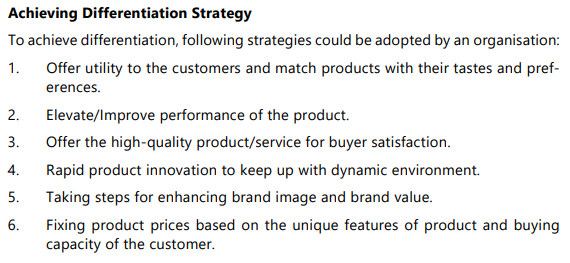 Achieving Differentiation Strategy
To achieve differentiation, following strategies could be adopted by an organisation:
1. Offer utility to the customers and match products with their tastes and pref-
erences.
2. Elevate/Improve performance of the product.
3. Offer the high-quality product/service for buyer satisfaction.
4. Rapid product innovation to keep up with dynamic environment.
5. Taking steps for enhancing brand image and brand value.
6. Fixing product prices based on the unique features of product and buying
capacity of the customer.